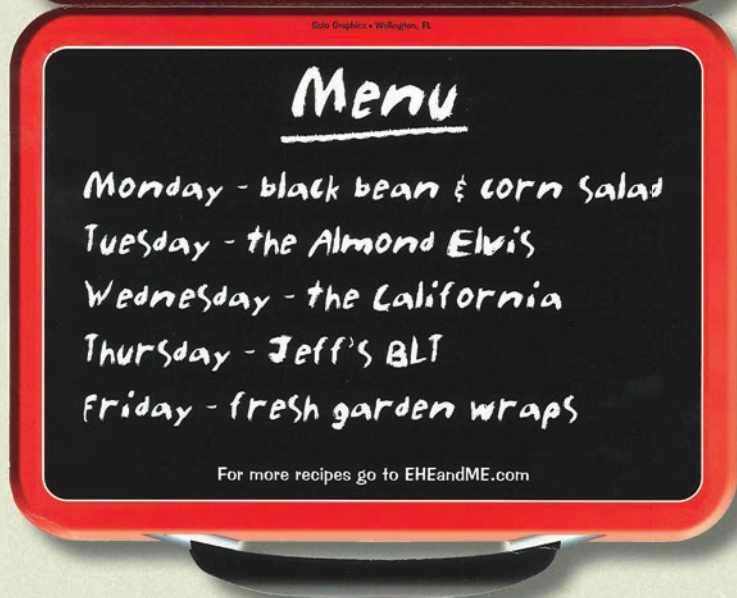 Solo Graphics • Wellington, FL
Menu
Monday - black bean & corn salad
Tuesday - the Almond Elvis
Wednesday - the California
Thursday - Jeff's BLT
Friday - fresh garden wraps
For more recipes go to EHEandME.com